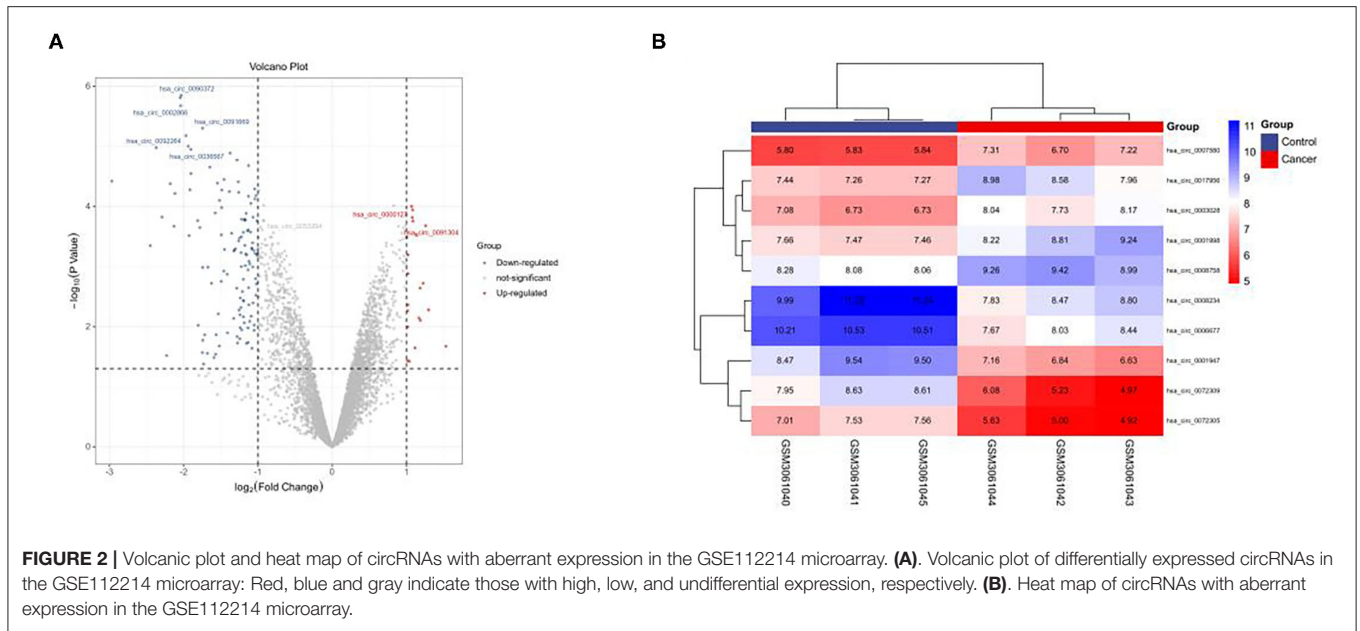 A
Volcano Plot
6
4
2
0
-3
-2
-1
0
1
−log10(P Value)
log2(Fold Change)
hsa_circ_0090372
hsa_circ_0002866
hsa_circ_0091669
hsa_circ_0092284
hsa_circ_0036587
hsa_circ_0091304
Group
Down-regulated
not-significant
Up-regulated
B
Group
5.80 5.83 5.84 7.31 6.70 7.22 hsa_circ_0007580
7.44 7.26 7.27 8.98 8.58 7.96 hsa_circ_0017956
7.08 6.73 6.73 8.04 7.73 8.17 hsa_circ_0003028
7.66 7.47 7.46 8.22 8.81 9.24 hsa_circ_0001998
8.28 8.08 8.06 9.26 9.42 8.99 hsa_circ_0008758
9.99 7.83 8.47 8.80 hsa_circ_0008234
10.21 10.53 10.51 7.67 8.03 8.44 hsa_circ_0006677
8.47 9.54 9.50 7.16 6.84 6.63 hsa_circ_0001947
7.95 8.63 8.61 6.08 5.23 4.97 hsa_circ_0072309
7.01 7.53 7.56 5.63 5.00 4.92 hsa_circ_0072305
GSM3061040
GSM3061041
GSM3061045
GSM3061044
GSM3061042
GSM3061043
11
10
9
8
7
6
5
Group
Control
Cancer
FIGURE 2 | Volcanic plot and heat map of circRNAs with aberrant expression in the GSE112214 microarray. (A). Volcanic plot of differentially expressed circRNAs in
the GSE112214 microarray: Red, blue and gray indicate those with high, low, and undifferential expression, respectively. (B). Heat map of circRNAs with aberrant
expression in the GSE112214 microarray.